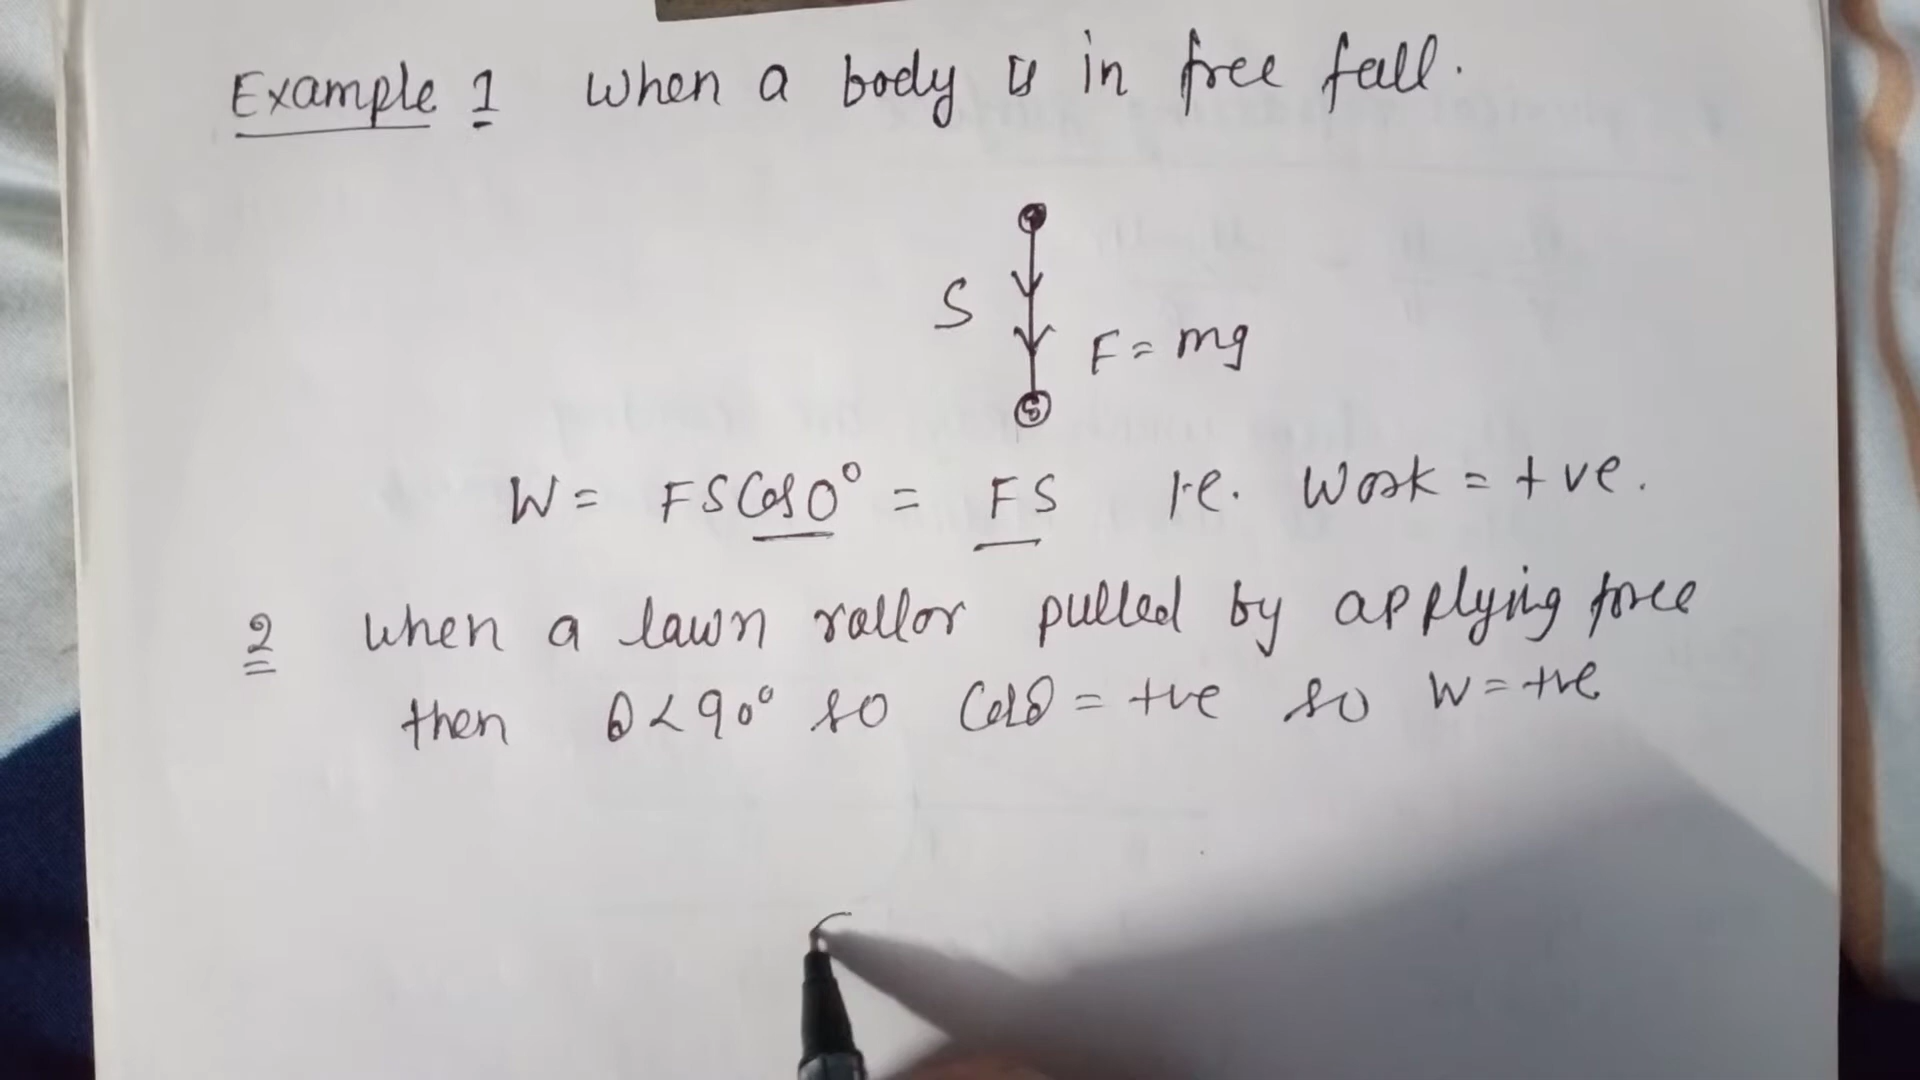 Example 1 When a body is in free fall.
S
F = mg
W = FS Cos 0° = FS i.e. Work = +ve.
2 When a lawn rollor pulled by applying force
then θ < 90° so Cosθ = +ve so W = +ve